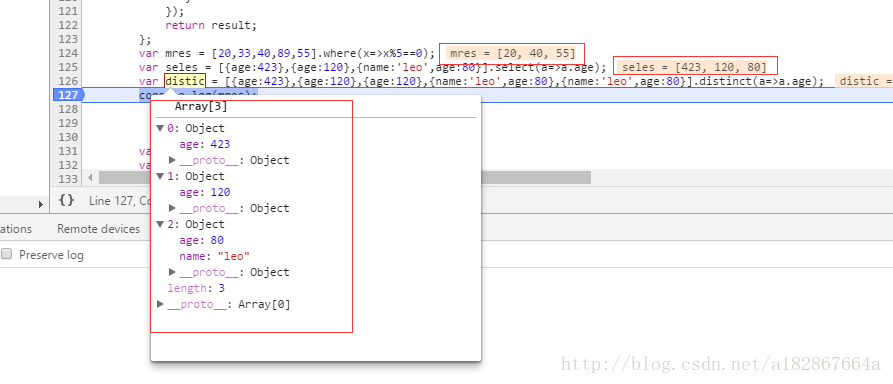 121 });
122 return result;
123 };
124 var mres = [20,33,40,89,55].where(x=>x%5==0); mres = [20, 40, 55]
125 var seles = [{age:423},{age:120},{name:'leo',age:80}].select(a=>a.age); seles = [423, 120, 80]
126 var distic = [{age:423},{age:120},{age:120},{name:'leo',age:80},{name:'leo',age:80}].distinct(a=>a.age); distic =
127
Array[3]
128
0: Object
129
age: 423
130
131 va
__proto__: Object
132 va
133
1: Object
age: 120
{} Line 127, Co
__proto__: Object
2: Object
ations Remote devices
age: 80
Preserve log
name: "leo"
__proto__: Object
length: 3
__proto__: Array[0]
http://blog.csdn.net/a182867664a